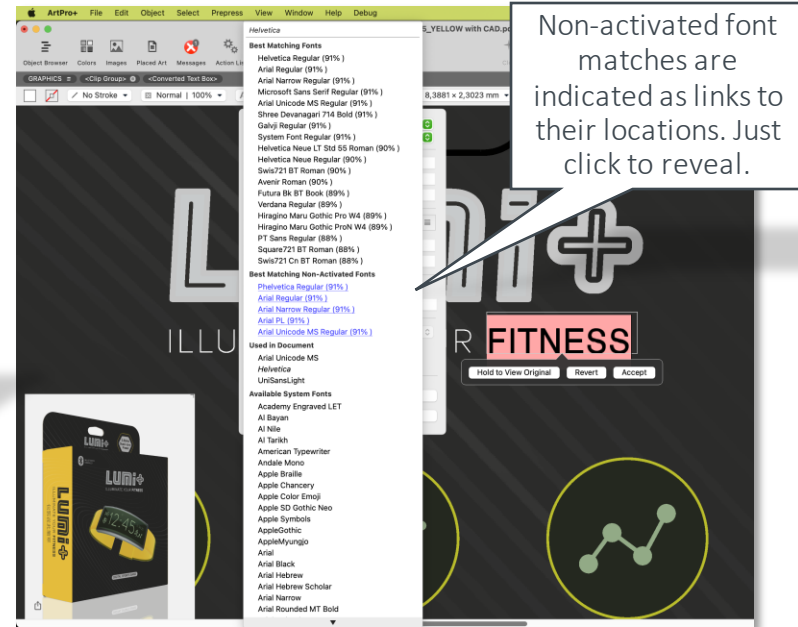 ArtPro+ File Edit Object Select Prepress View Window Help Debug
S_YELLOW with CAD.p
Non-activated font
matches are
indicated as links to
their locations. Just
click to reveal.
Object Browser Colors Images Placed Art Messages Action Li
GRAPHICS <Clip Group> <Converted Text Box>
No Stroke Normal | 100% 8,3881 × 2,3023 mm
Helvetica
Best Matching Fonts
Helvetica Regular (91% )
Arial Regular (91% )
Arial Narrow Regular (91% )
Microsoft Sans Serif Regular (91% )
Arial Unicode MS Regular (91% )
Shree Devanagari 714 Bold (91% )
Galvji Regular (91% )
System Font Regular (91% )
Helvetica Neue LT Std 55 Roman (90% )
Helvetica Neue Regular (90% )
Swis721 BT Roman (90% )
Avenir Roman (90% )
Futura Bk BT Book (89% )
Verdana Regular (89% )
Hiragino Maru Gothic Pro W4 (89% )
Hiragino Maru Gothic ProN W4 (89% )
PT Sans Regular (88% )
Square721 BT Roman (88% )
Swis721 Cn BT Roman (88% )
Best Matching Non-Activated Fonts
Phelvetica Regular (91% )
Arial Regular (91% )
Arial Narrow Regular (91% )
Arial PL (91% )
Arial Unicode MS Regular (91% )
Used in Document
Arial Unicode MS
Helvetica
UniSansLight
Available System Fonts
Academy Engraved LET
Al Bayan
Al Nile
Al Tarikh
American Typewriter
Andale Mono
Apple Braille
Apple Chancery
Apple Color Emoji
Apple SD Gothic Neo
Apple Symbols
AppleGothic
AppleMyungjo
Arial
Arial Black
Arial Hebrew
Arial Hebrew Scholar
Arial Narrow
Arial Rounded MT Bold
ILLU R FITNESS
Hold to View Original Revert Accept
LUMi+
LUMi+
LUMi+
12:45